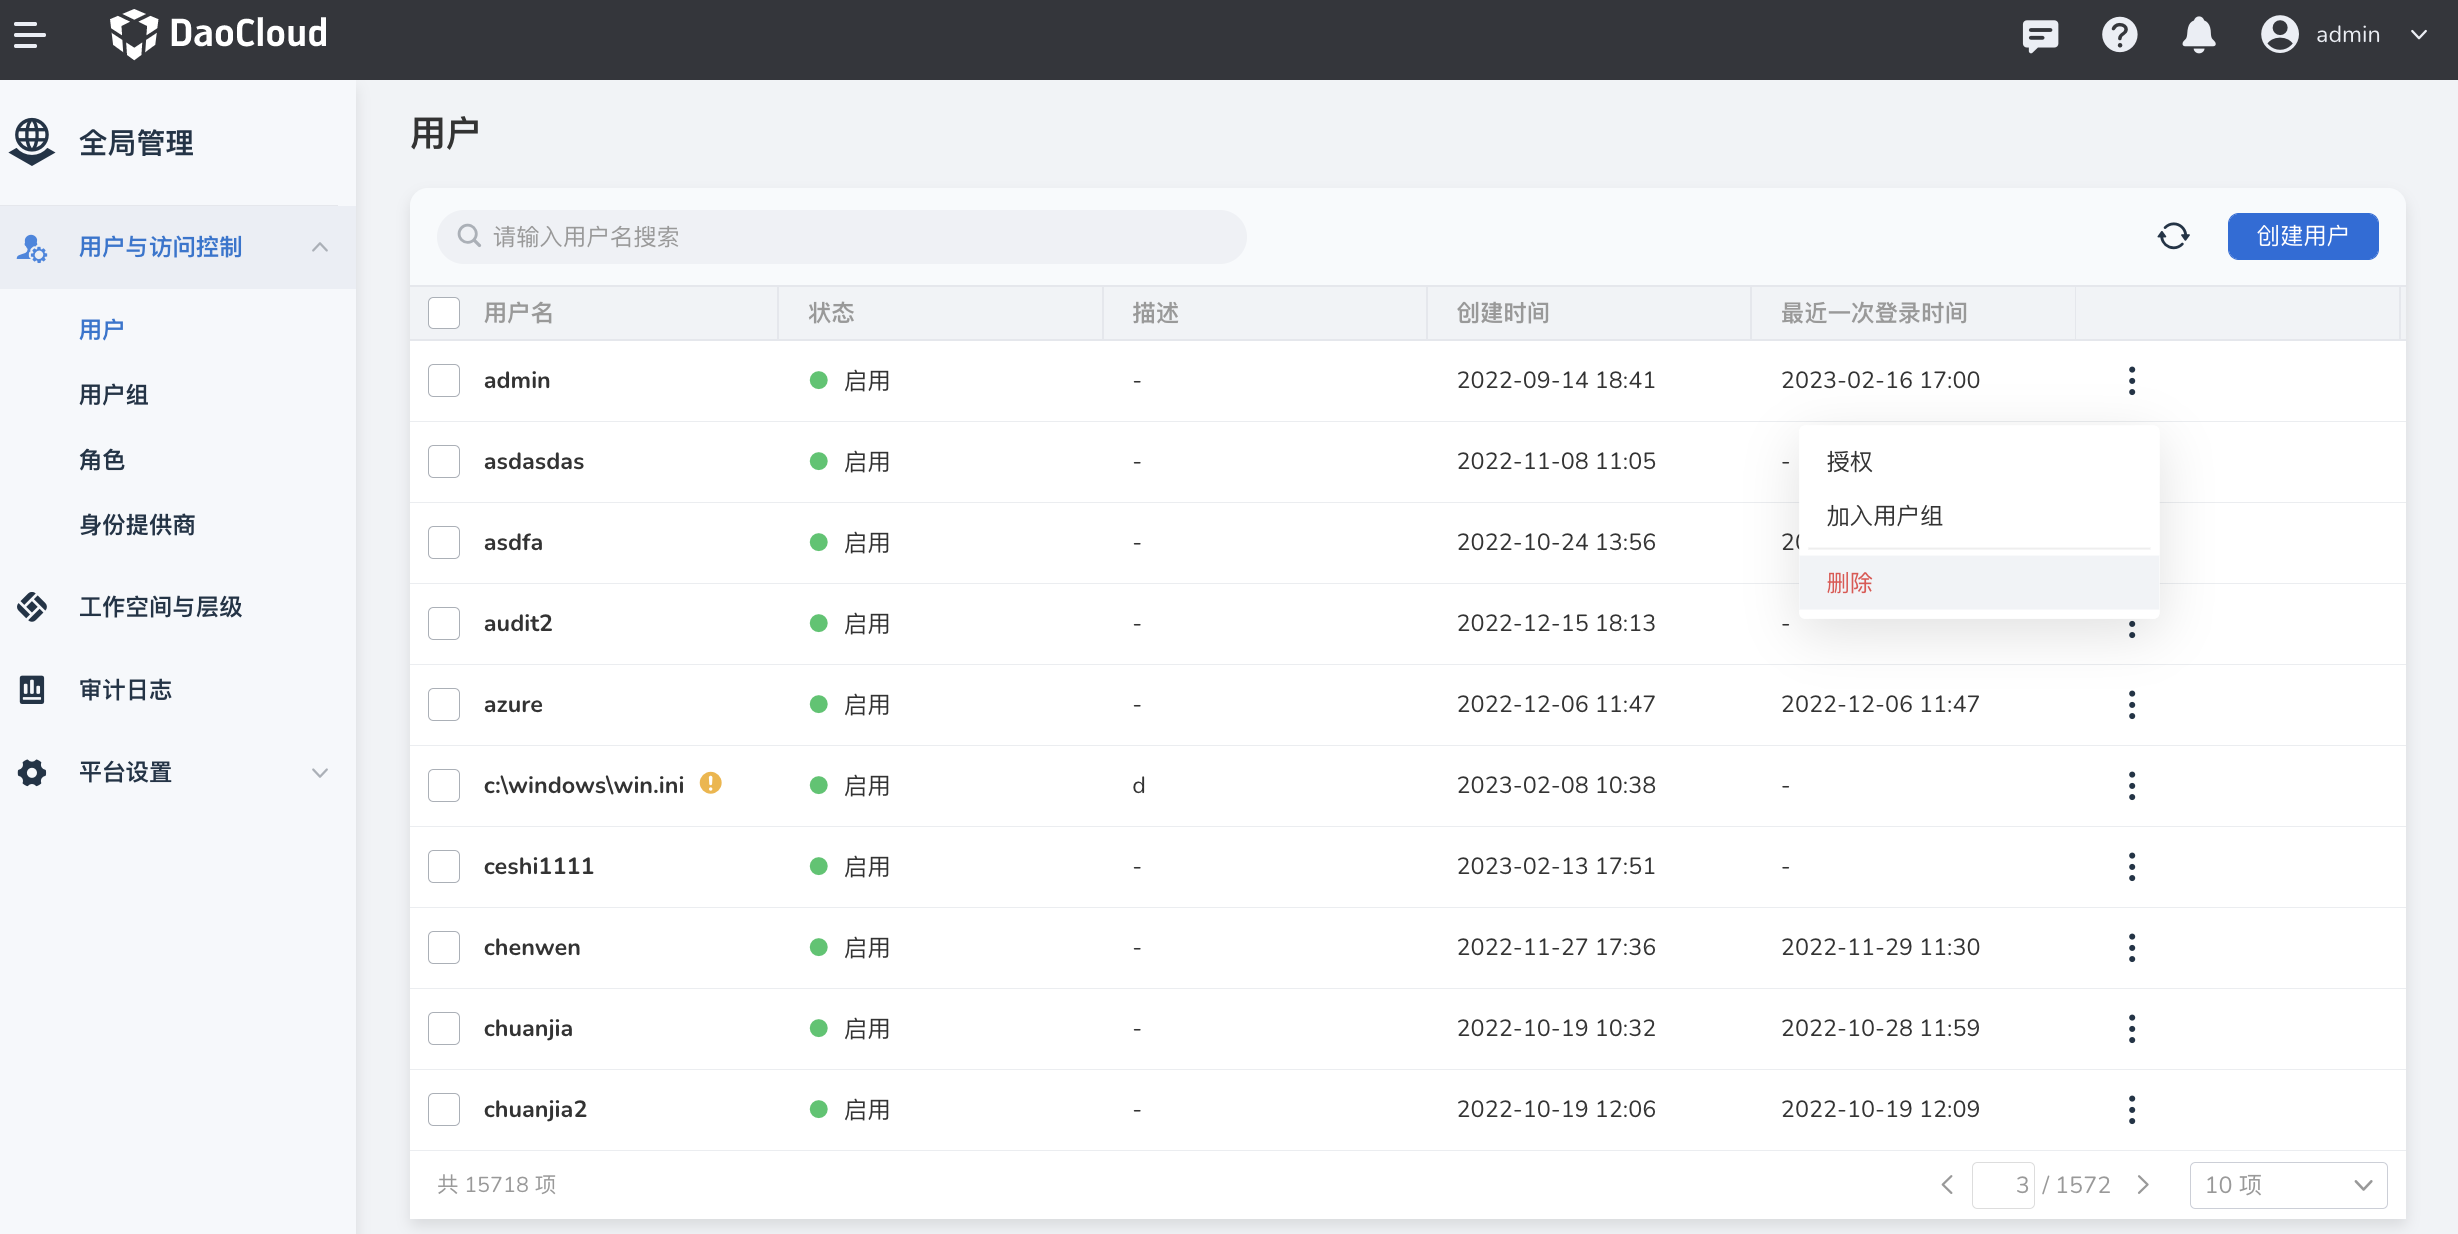 DaoCloud
admin
全局管理
用户与访问控制
用户
用户组
角色
身份提供商
工作空间与层级
审计日志
平台设置
用户
请输入用户名搜索
创建用户
用户名 状态 描述 创建时间 最近一次登录时间
admin 启用 - 2022-09-14 18:41 2023-02-16 17:00
asdasdas 启用 - 2022-11-08 11:05 -
授权
加入用户组
删除
asdfa 启用 - 2022-10-24 13:56
audit2 启用 - 2022-12-15 18:13 -
azure 启用 - 2022-12-06 11:47 2022-12-06 11:47
c:\windows\win.ini 启用 d 2023-02-08 10:38 -
ceshi1111 启用 - 2023-02-13 17:51 -
chenwen 启用 - 2022-11-27 17:36 2022-11-29 11:30
chuanjia 启用 - 2022-10-19 10:32 2022-10-28 11:59
chuanjia2 启用 - 2022-10-19 12:06 2022-10-19 12:09
共 15718 项
3 / 1572
10 项